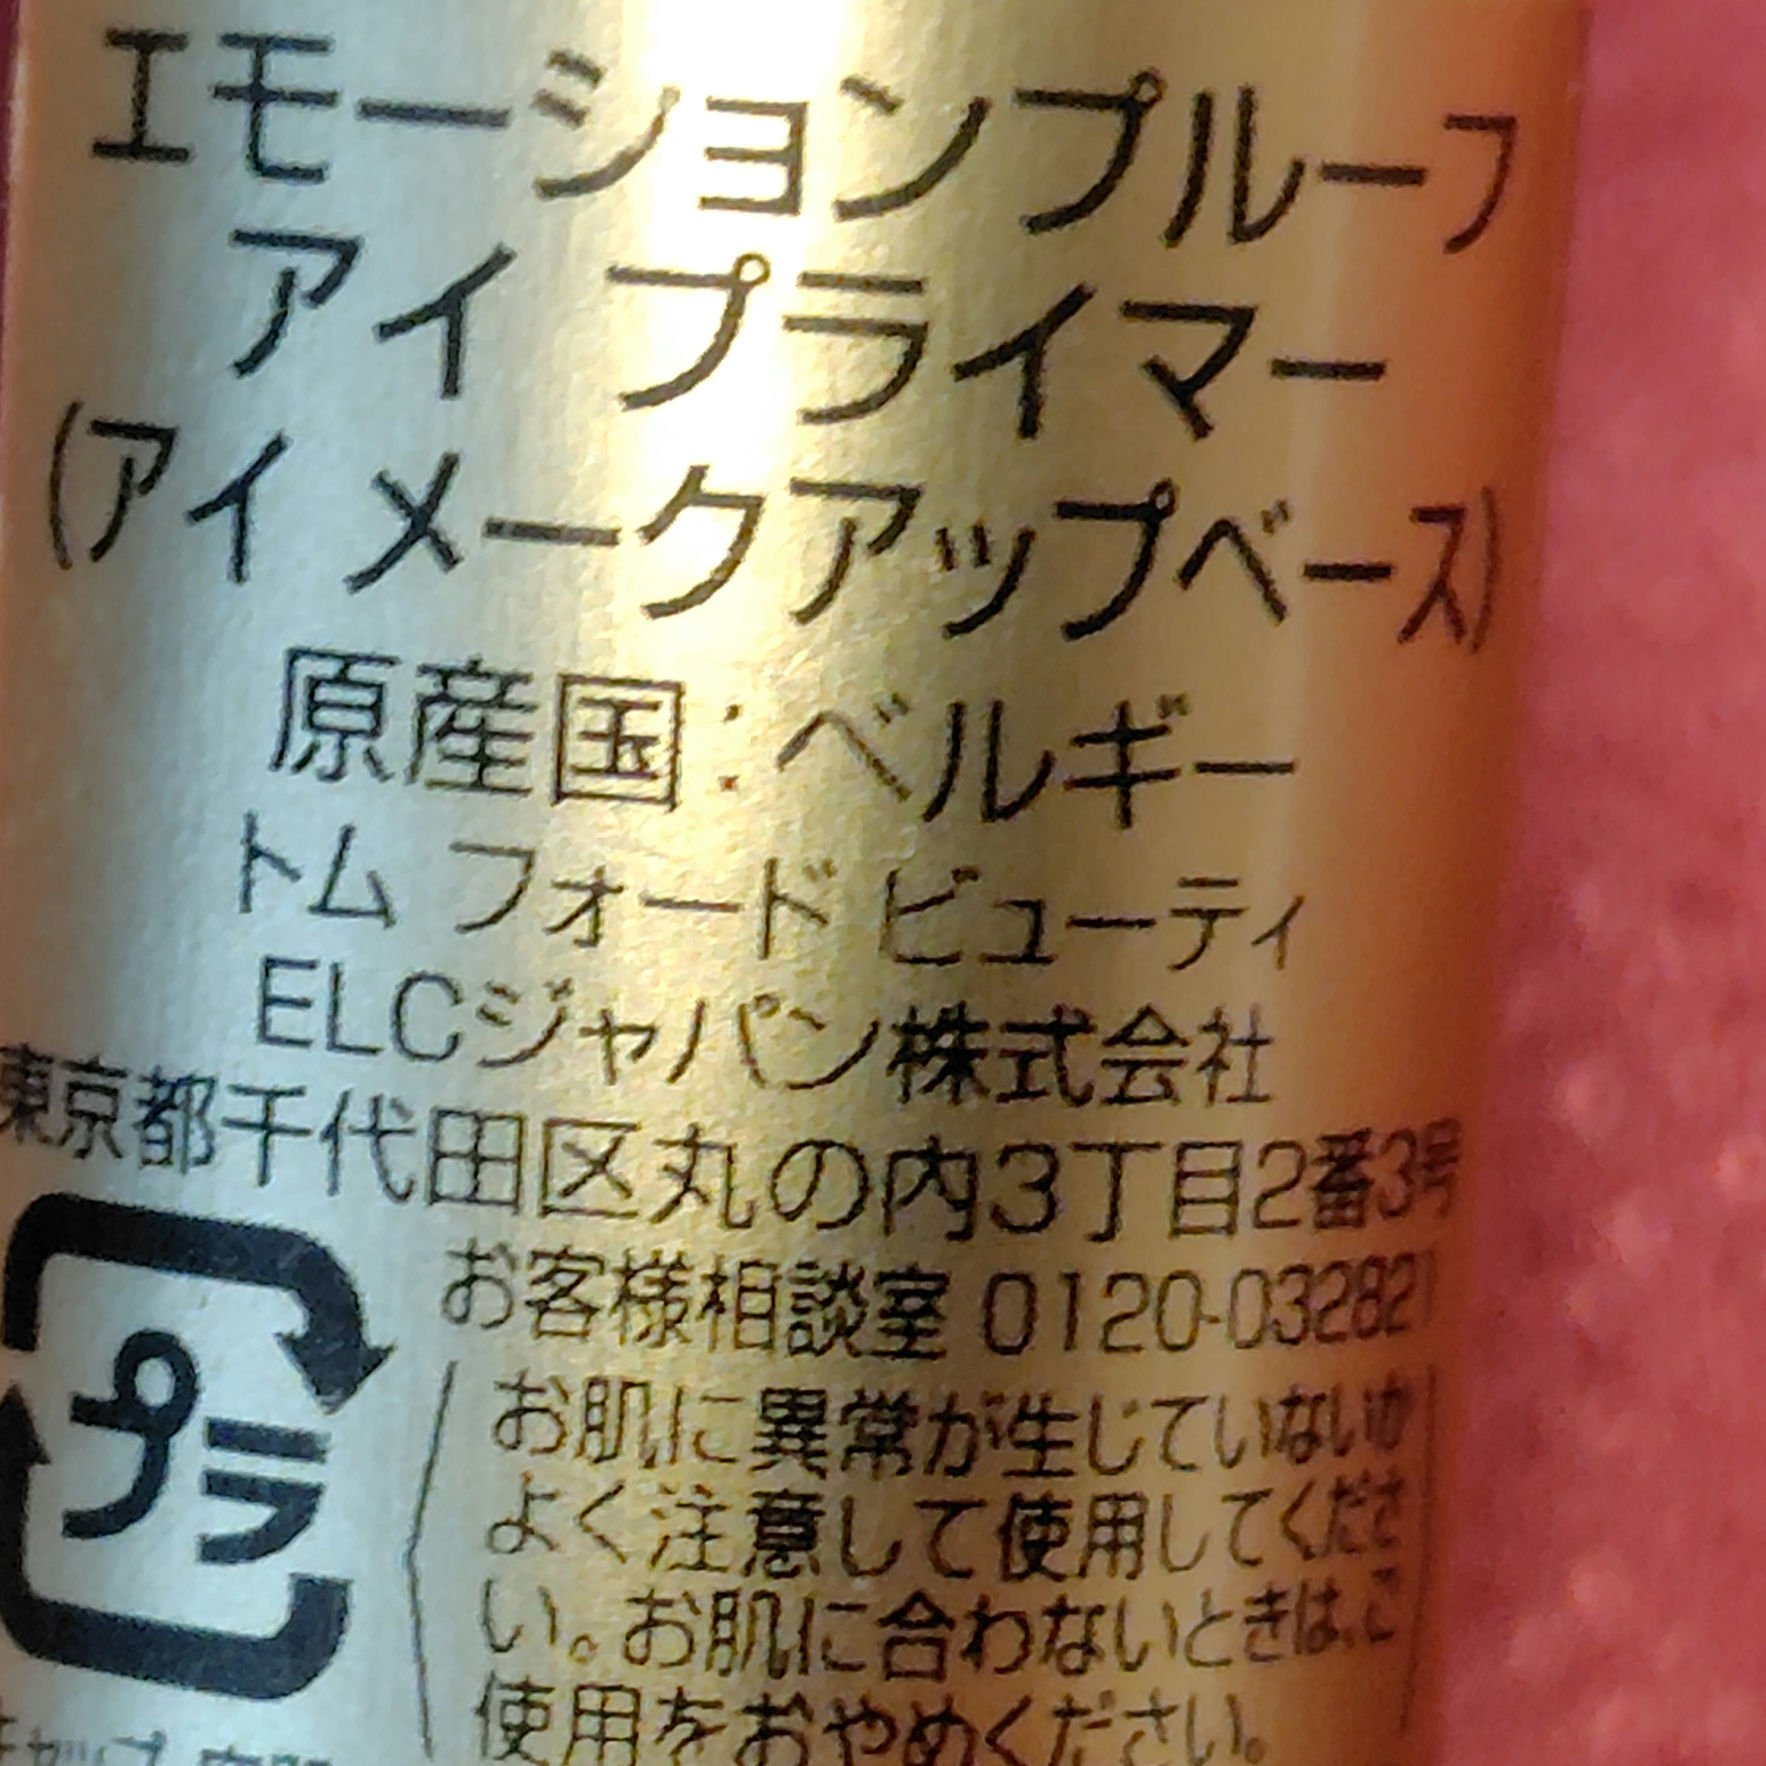 エモーションプルーフ
アイ プライマー
(アイ メークアップベース)
原産国:ベルギー
トム フォード ビューティ
ELCジャパン株式会社
東京都千代田区丸の内3丁目2番3号
お客様相談室 0120-032821
プラ
お肌に異常が生じていないか
よく注意して使用してくださ
い。お肌に合わないときは、ご
使用をおやめください。